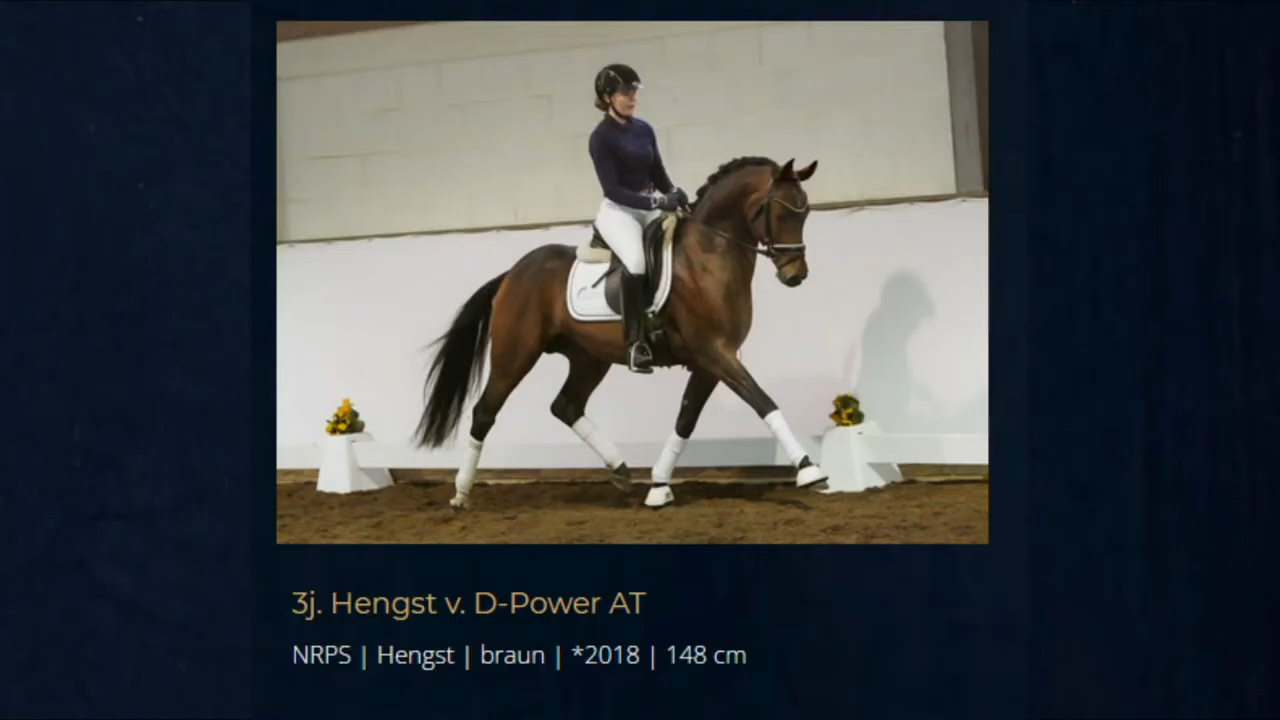 3j. Hengst v. D-Power AT
NRPS | Hengst | braun | *2018 | 148 cm